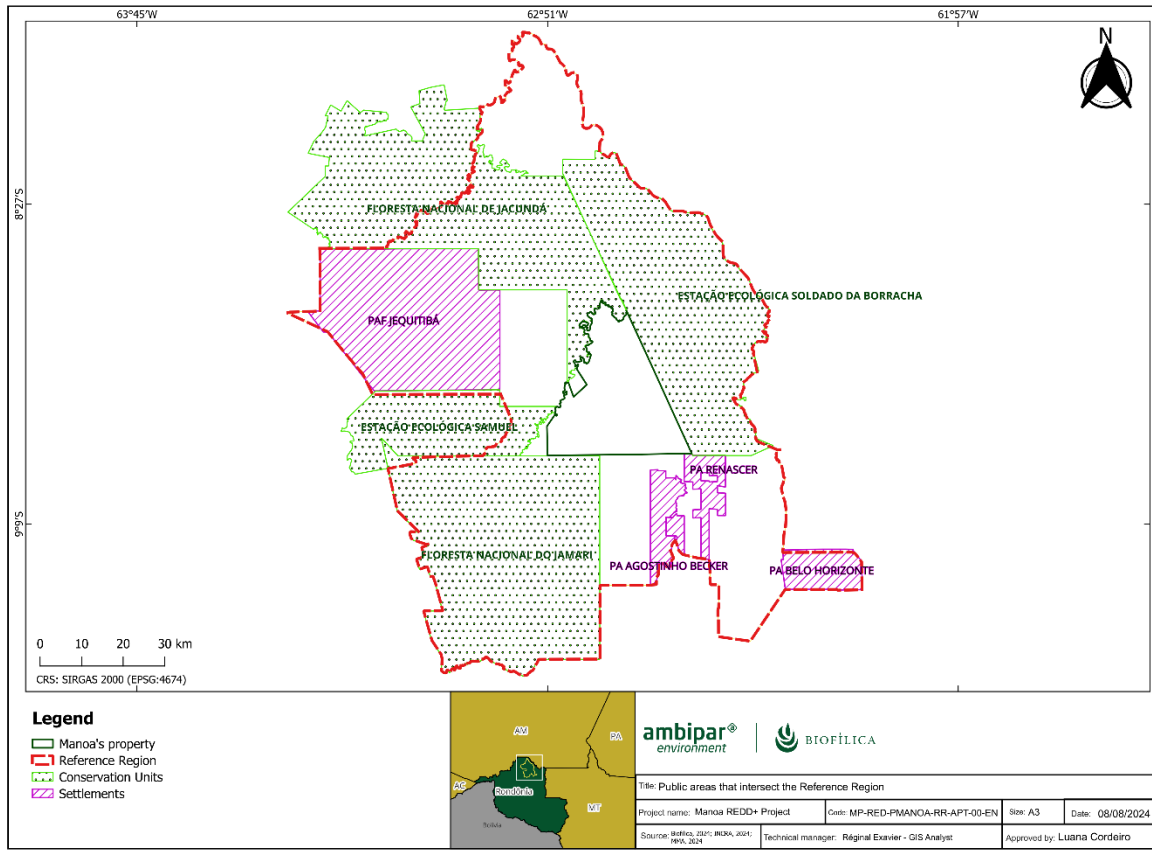 63°45'W
62°51'W
61°57'W
N
8°27'S
9°9'S
FLORESTA NACIONAL DE JACUNDÁ
ESTAÇÃO ECOLÓGICA SOLDADO DA BORRACHA
PAF JEQUITIBÁ
ESTAÇÃO ECOLÓGICA SAMUEL
PA RENASCER
FLORESTA NACIONAL DO JAMARI
PA AGOSTINHO BECKER
PA BELO HORIZONTE
0 10 20 30 km
CRS: SIRGAS 2000 (EPSG:4674)
Legend
Manoa's property
Reference Region
Conservation Units
Settlements
AM
PA
AC
Rondônia
MT
Bolívia
ambipar®
environment
BIOFÍLICA
Title: Public areas that intersect the Reference Region
Project name: Manoa REDD+ Project
Code: MP-RED-PMANOA-RR-APT-00-EN
Size: A3
Date: 08/08/2024
Source: Biofílica, 2024; INCRA, 2024;
MMA, 2024
Technical manager: Réginal Exavier - GIS Analyst
Approved by: Luana Cordeiro